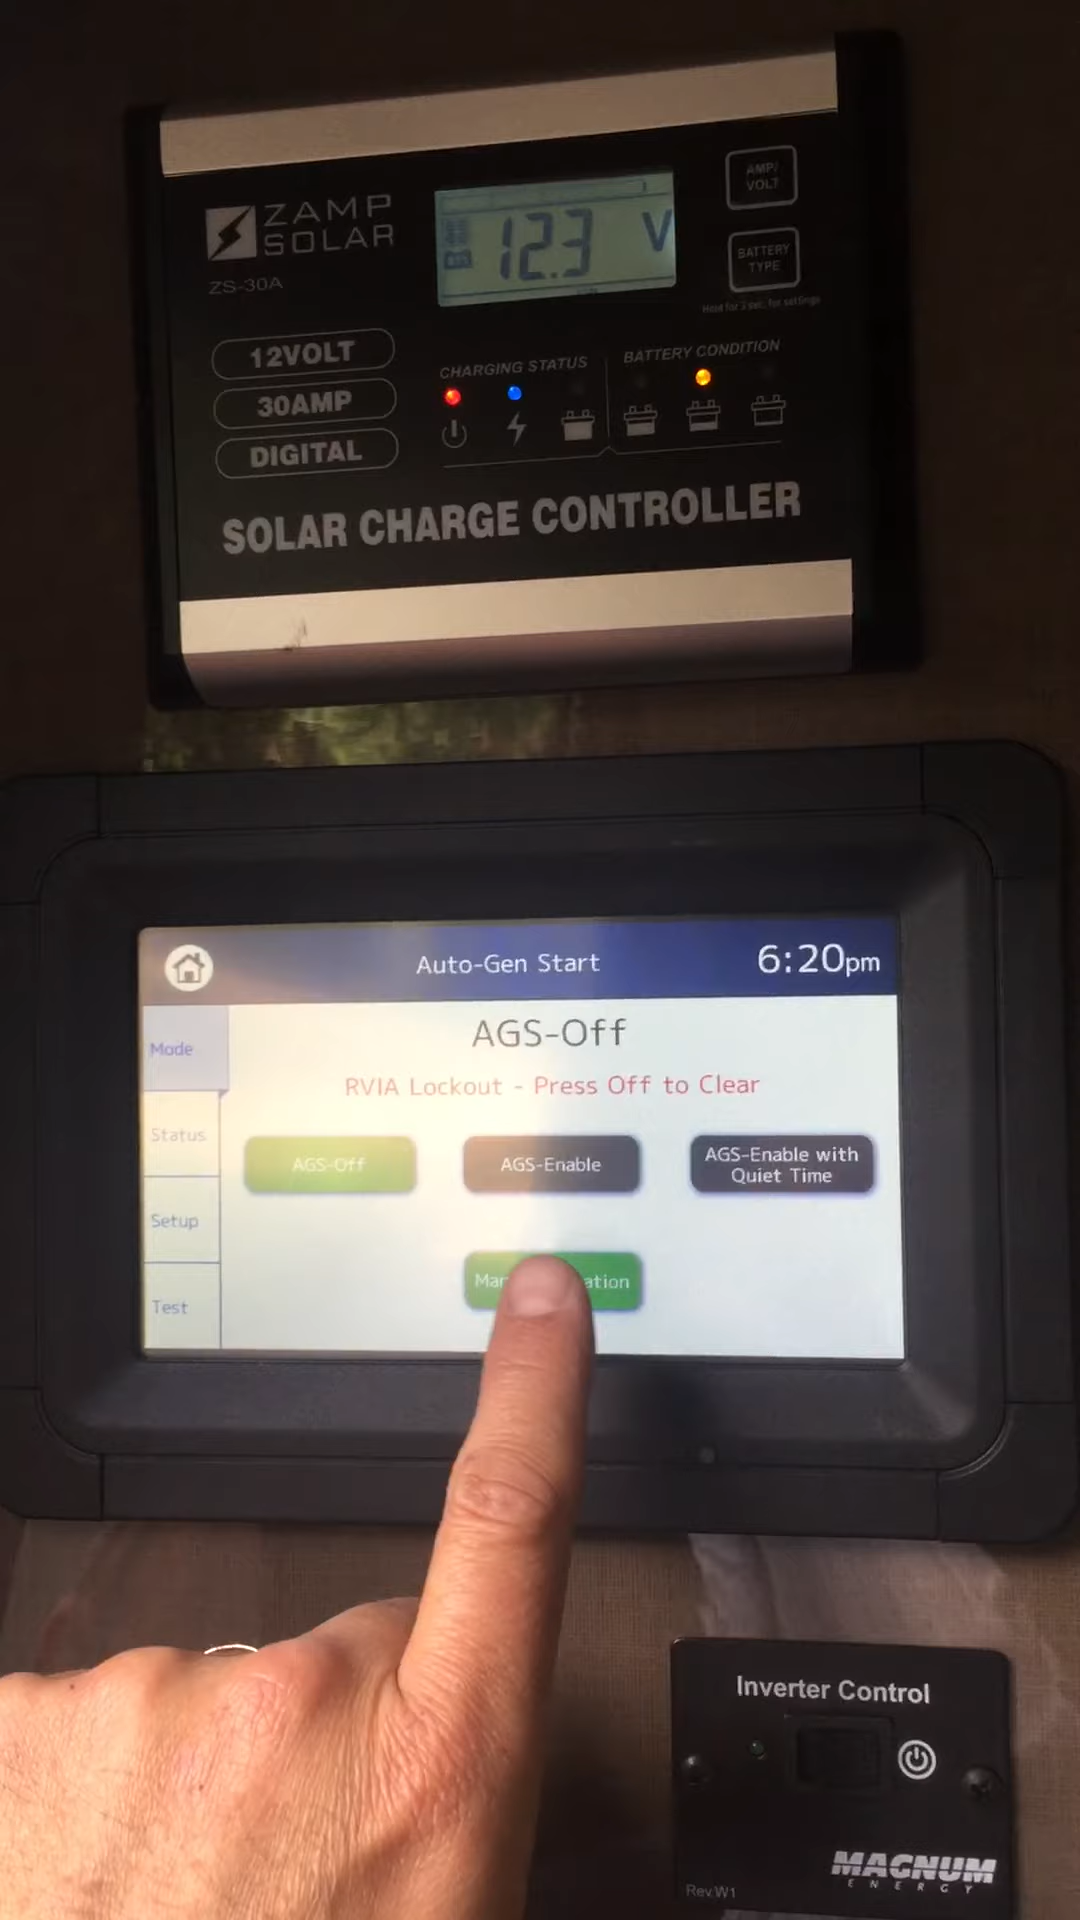 ZAMP
SOLAR
ZS-30A
12.3 V
AMP/
VOLT
BATTERY
TYPE
Hold for 3 sec. for settings
12VOLT
30AMP
DIGITAL
CHARGING STATUS
BATTERY CONDITION
SOLAR CHARGE CONTROLLER
Auto-Gen Start
6:20pm
Mode
Status
Setup
Test
AGS-Off
RVIA Lockout - Press Off to Clear
AGS-Off
AGS-Enable
AGS-Enable with
Quiet Time
Inverter Control
MAGNUM
ENERGY
Rev.W1